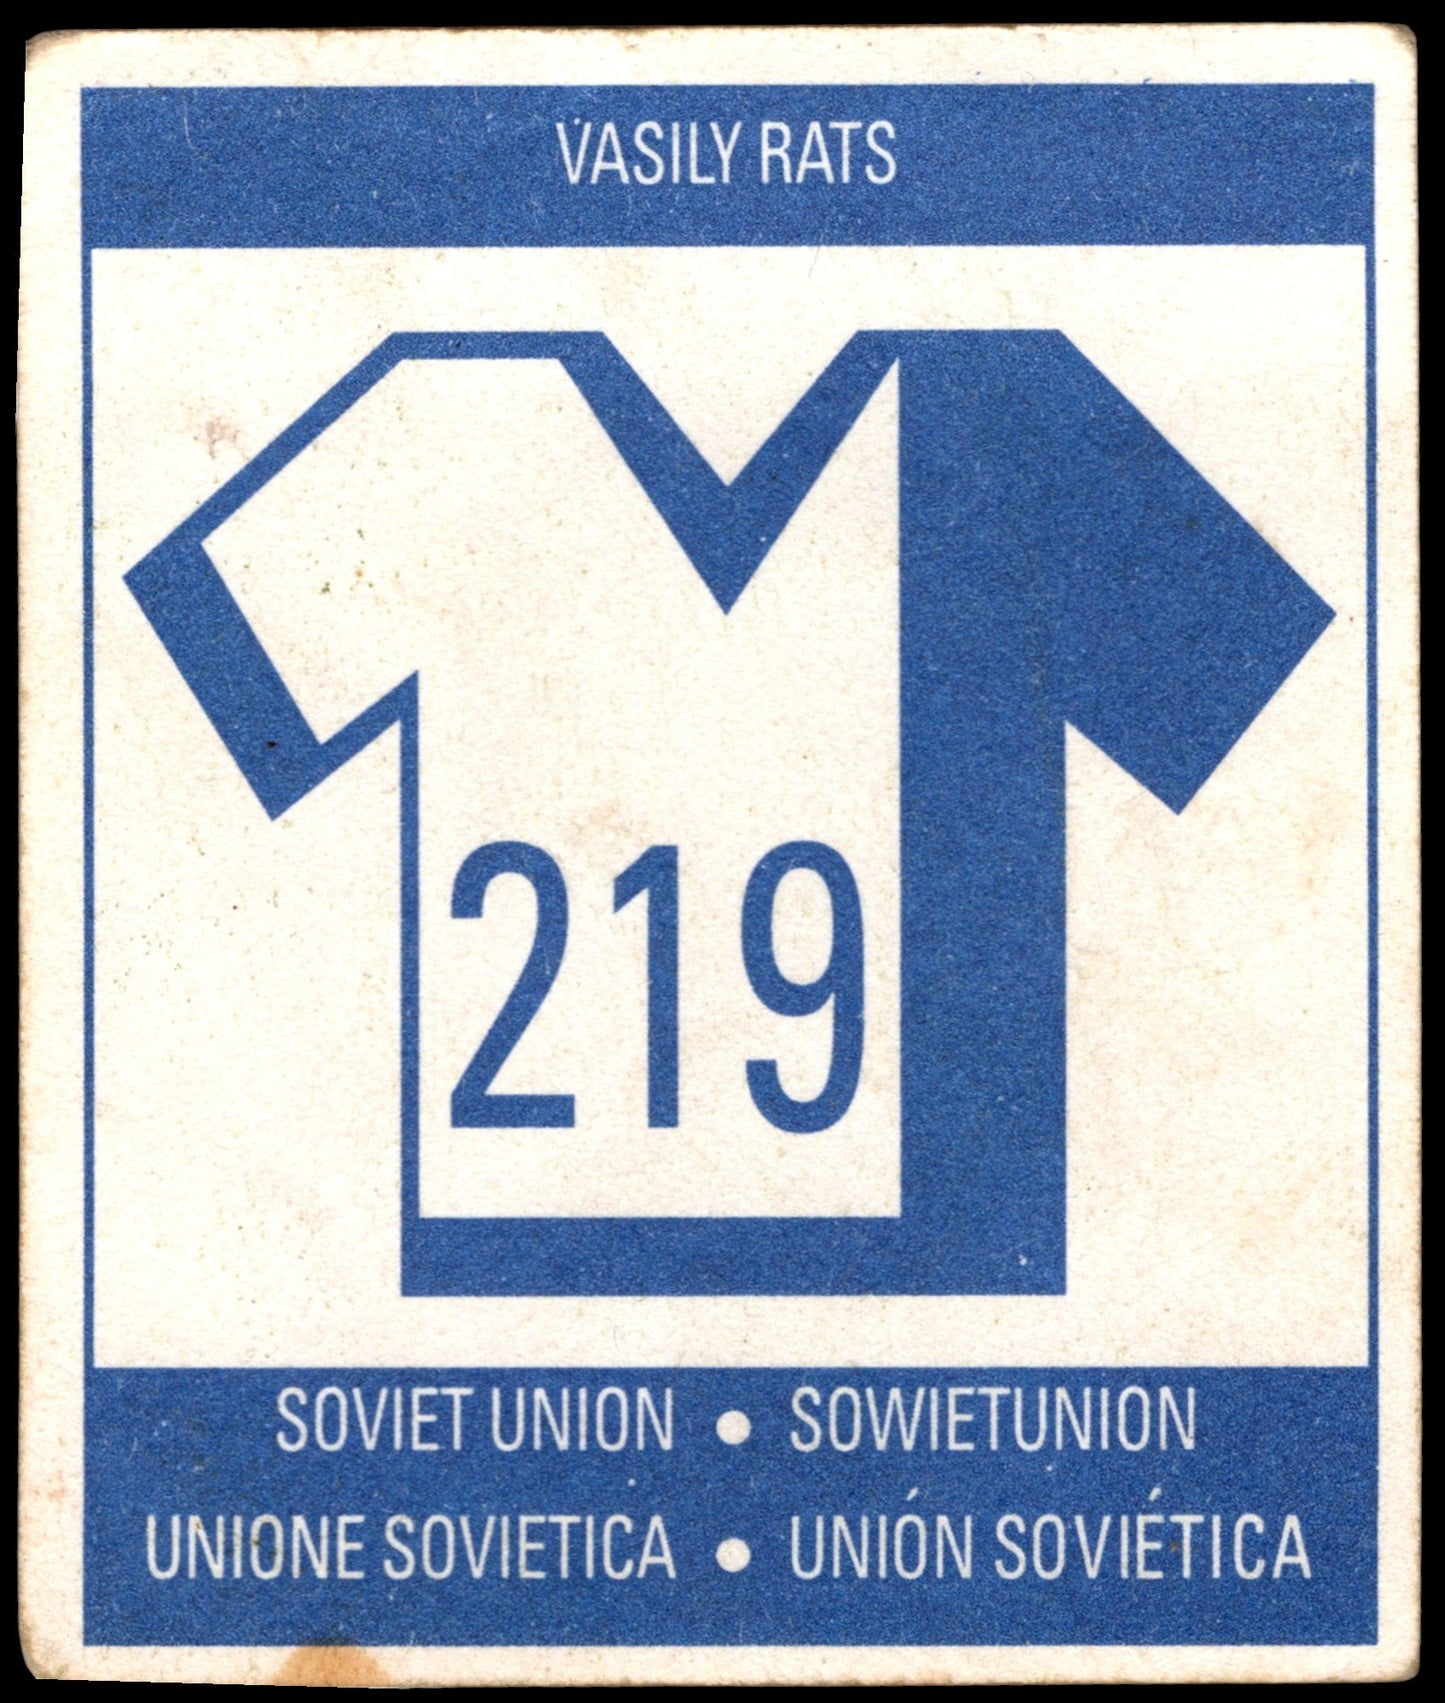 VASILY RATS
219
SOVIET UNION • SOWIETUNION
UNIONE SOVIETICA • UNIÓN SOVIÉTICA